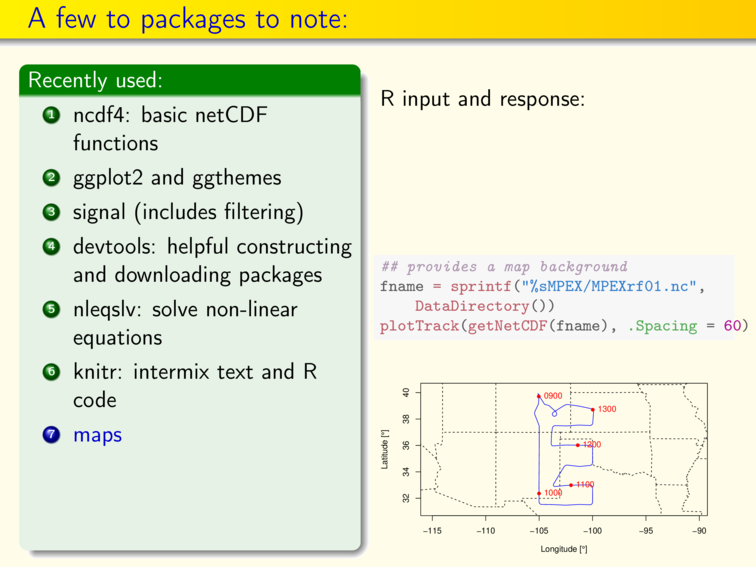 A few to packages to note:
Recently used:
1 ncdf4: basic netCDF
functions
2 ggplot2 and ggthemes
3 signal (includes filtering)
4 devtools: helpful constructing
and downloading packages
5 nleqslv: solve non-linear
equations
6 knitr: intermix text and R
code
7 maps
R input and response:
## provides a map background
fname = sprintf("%sMPEX/MPEXrf01.nc",
    DataDirectory())
plotTrack(getNetCDF(fname), .Spacing = 60)
Latitude [°]
40
38
36
34
32
0900
1300
1200
1100
1000
−115 −110 −105 −100 −95 −90
Longitude [°]